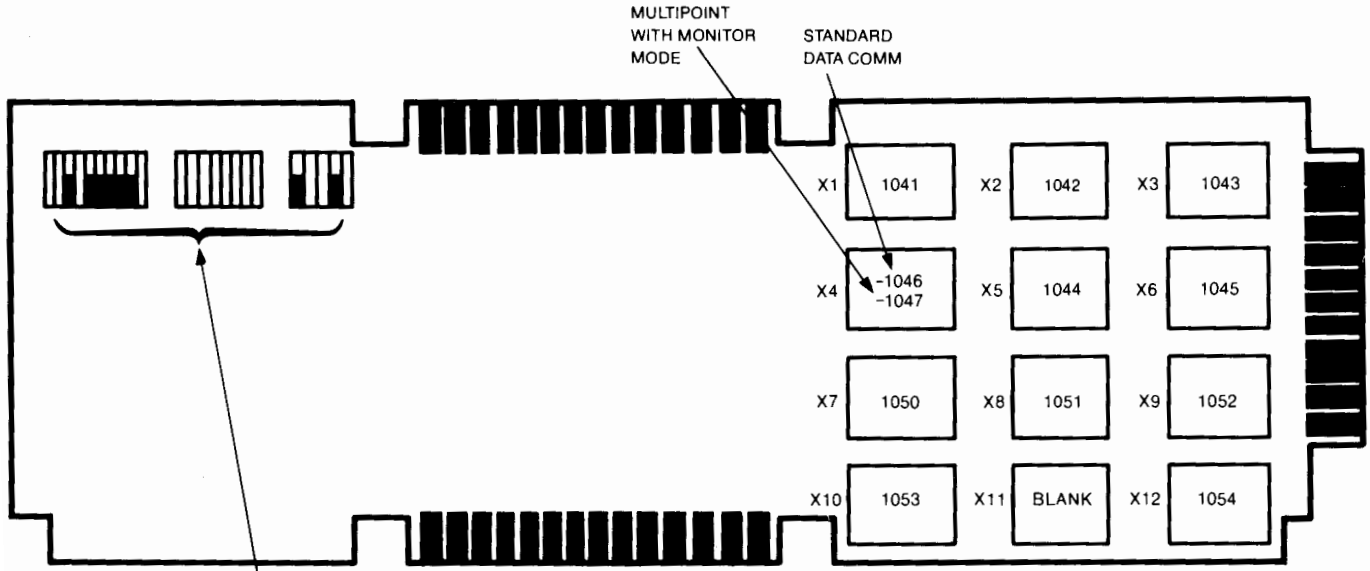 MULTIPOINT
WITH MONITOR
MODE
STANDARD
DATA COMM
X1 1041 X2 1042 X3 1043
X4 -1046
-1047
X5 1044 X6 1045
X7 1050 X8 1051 X9 1052
X10 1053 X11 BLANK X12 1054